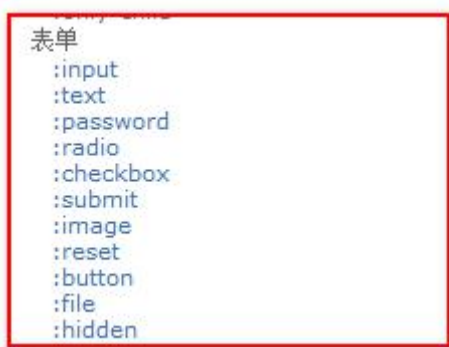 表单
:input
:text
:password
:radio
:checkbox
:submit
:image
:reset
:button
:file
:hidden